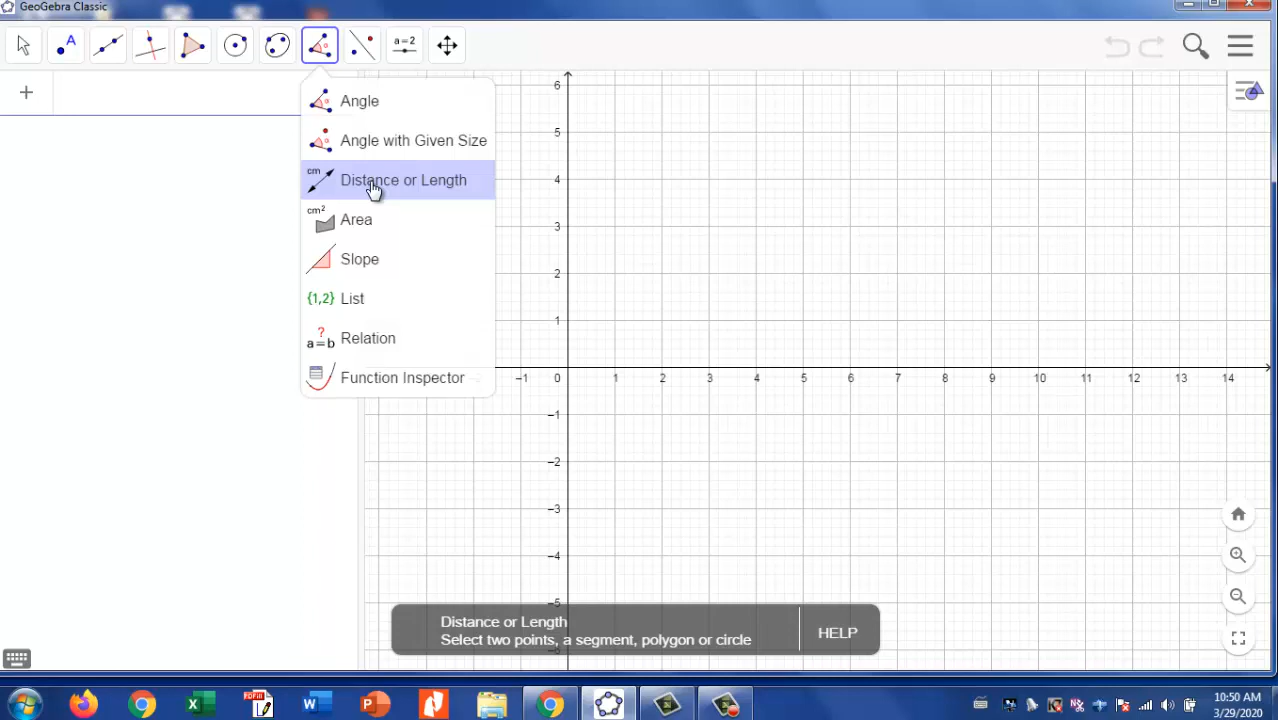 GeoGebra Classic
A
a=2
Angle
Angle with Given Size
cm
Distance or Length
cm²
Area
Slope
{1,2} List
?
a=b Relation
Function Inspector
6
5
4
3
2
1
−1 0 1 2 3 4 5 6 7 8 9 10 11 12 13 14
−1
−2
−3
−4
−5
Distance or Length
Select two points, a segment, polygon or circle
HELP
10:50 AM
3/29/2020